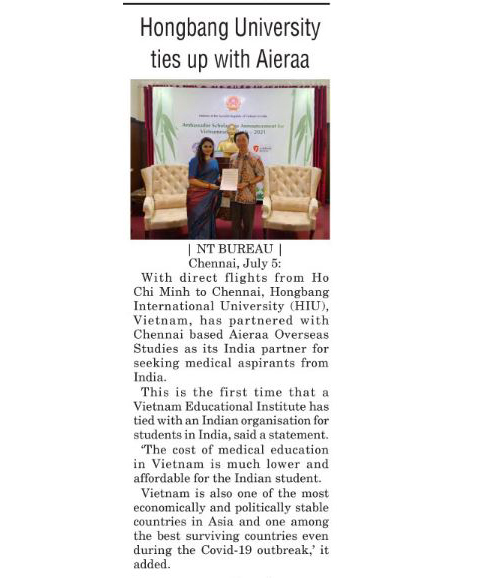 Hongbang University
ties up with Aieraa
Ambassador Scholarship Announcement for
2021
| NT BUREAU |
Chennai, July 5:
With direct flights from Ho
Chi Minh to Chennai, Hongbang
International University (HIU),
Vietnam, has partnered with
Chennai based Aieraa Overseas
Studies as its India partner for
seeking medical aspirants from
India.
This is the first time that a
Vietnam Educational Institute has
tied with an Indian organisation for
students in India, said a statement.
‘The cost of medical education
in Vietnam is much lower and
affordable for the Indian student.
Vietnam is also one of the most
economically and politically stable
countries in Asia and one among
the best surviving countries even
during the Covid-19 outbreak,’ it
added.